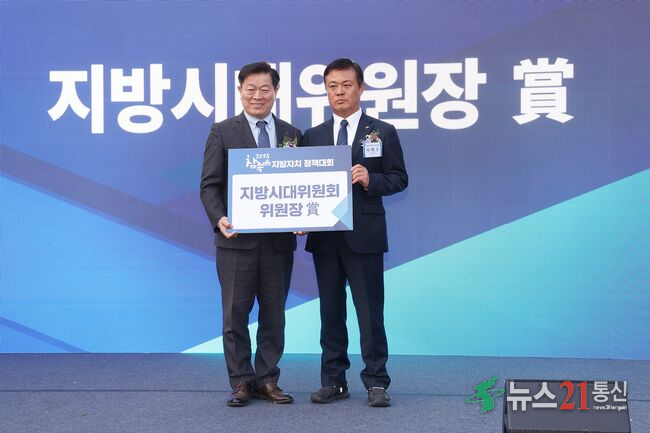 지방시대위원장 賞
2024
지방자치 정책대회
지방시대위원회
위원장 賞
뉴스21통신